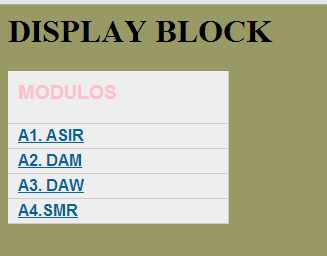 DISPLAY BLOCK
MODULOS
A1. ASIR
A2. DAM
A3. DAW
A4.SMR